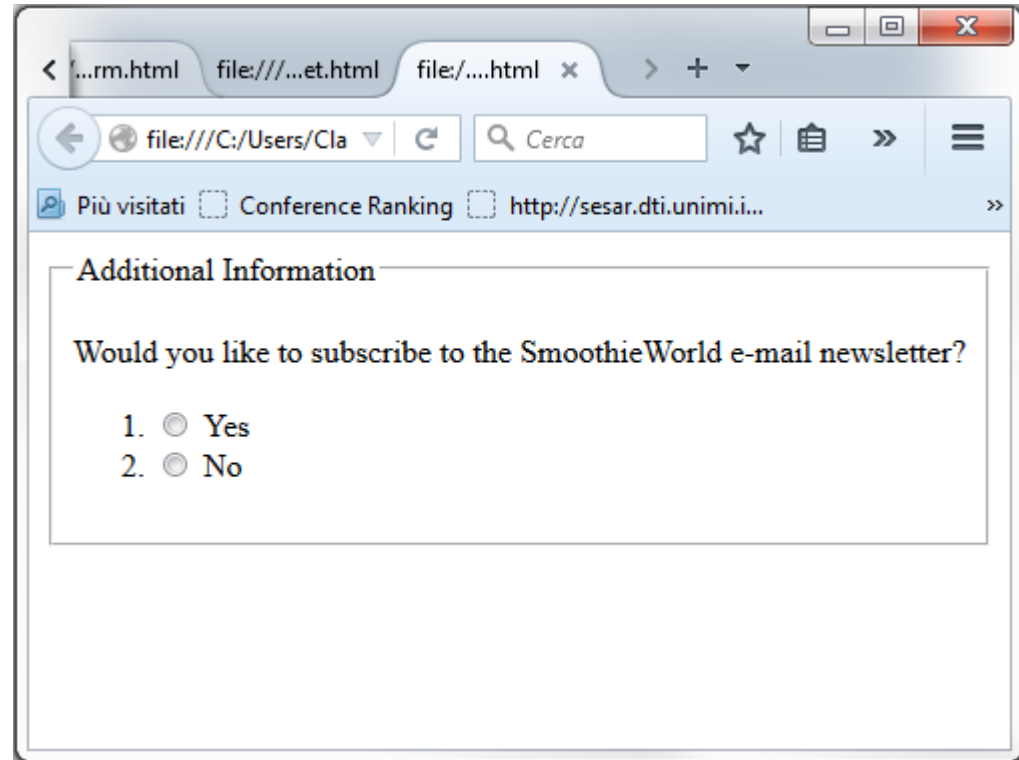 ...rm.html file:///...et.html file:/....html
file:///C:/Users/Cla Cerca
Più visitati Conference Ranking http://sesar.dti.unimi.i...
Additional Information
Would you like to subscribe to the SmoothieWorld e-mail newsletter?
1. Yes
2. No